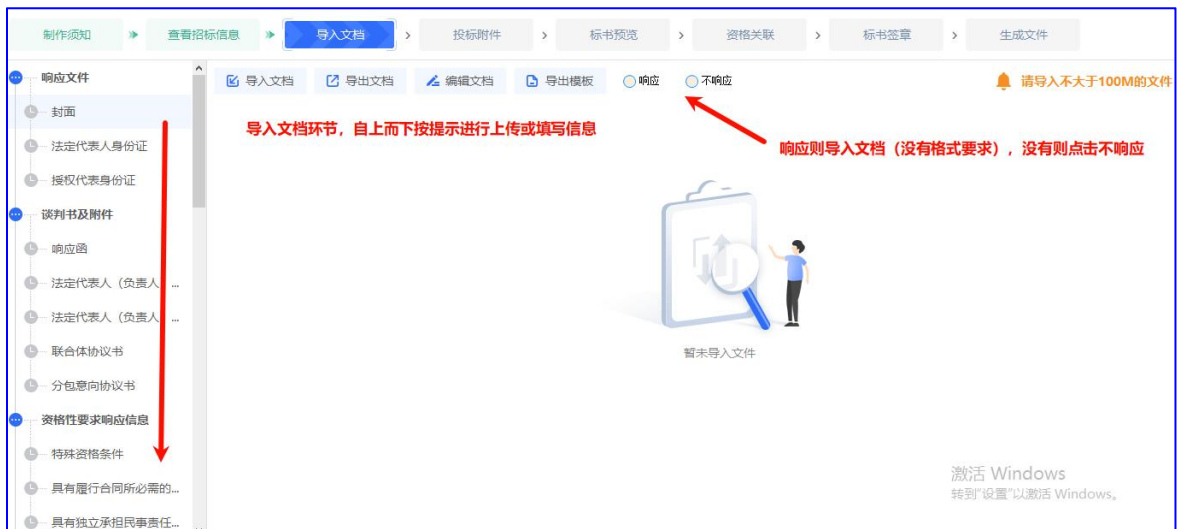 制作须知
查看招标信息
导入文档
投标附件
标书预览
资格关联
标书签章
生成文件
响应文件
封面
法定代表人身份证
授权代表身份证
谈判书及附件
响应函
法定代表人（负责人 ...
法定代表人（负责人 ...
联合体协议书
分包意向协议书
资格性要求响应信息
特殊资格条件
具有履行合同所必需的...
具有独立承担民事责任...
导入文档 导出文档 编辑文档 导出模板 响应 不响应 请导入不大于100M的文件
导入文档环节，自上而下按提示进行上传或填写信息
响应则导入文档（没有格式要求），没有则点击不响应
暂未导入文件
激活 Windows
转到"设置"以激活 Windows。